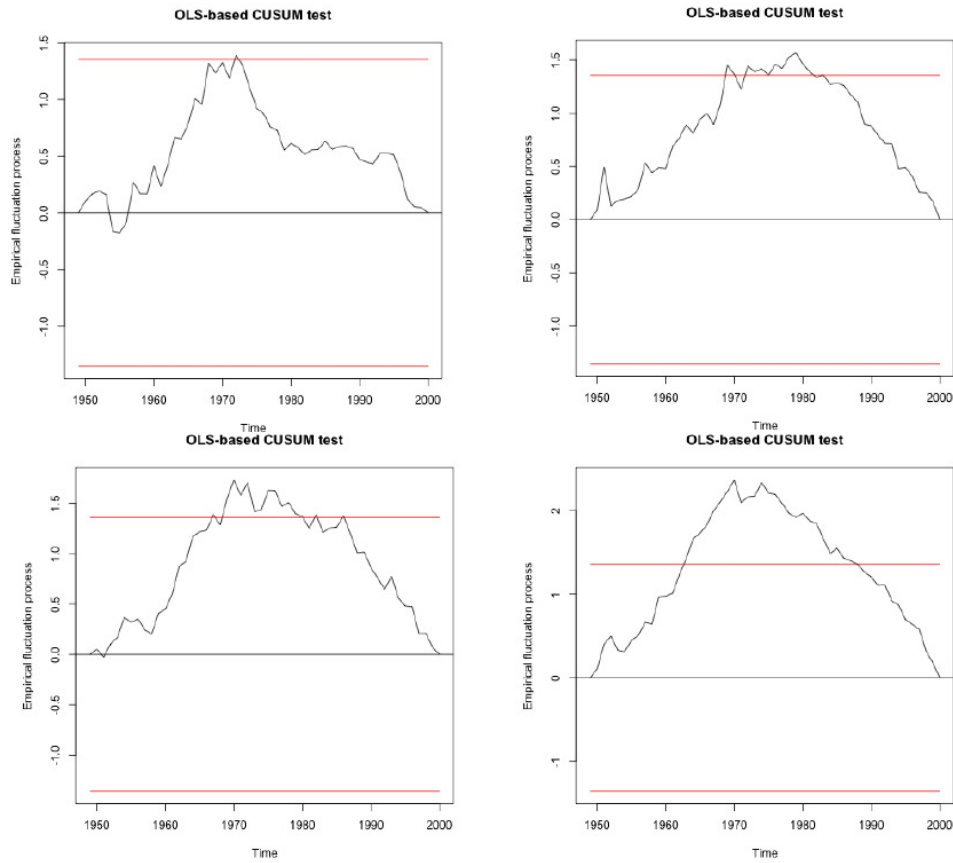 OLS-based CUSUM test
Empirical fluctuation process
1.5
1.0
0.5
0.0
-0.5
-1.0
1950 1960 1970 1980 1990 2000
Time
OLS-based CUSUM test
Empirical fluctuation process
1.5
1.0
0.5
0.0
-0.5
-1.0
1950 1960 1970 1980 1990 2000
Time
OLS-based CUSUM test
Empirical fluctuation process
1.5
1.0
0.5
0.0
-0.5
-1.0
1950 1960 1970 1980 1990 2000
Time
OLS-based CUSUM test
Empirical fluctuation process
2
1
0
-1
1950 1960 1970 1980 1990 2000
Time